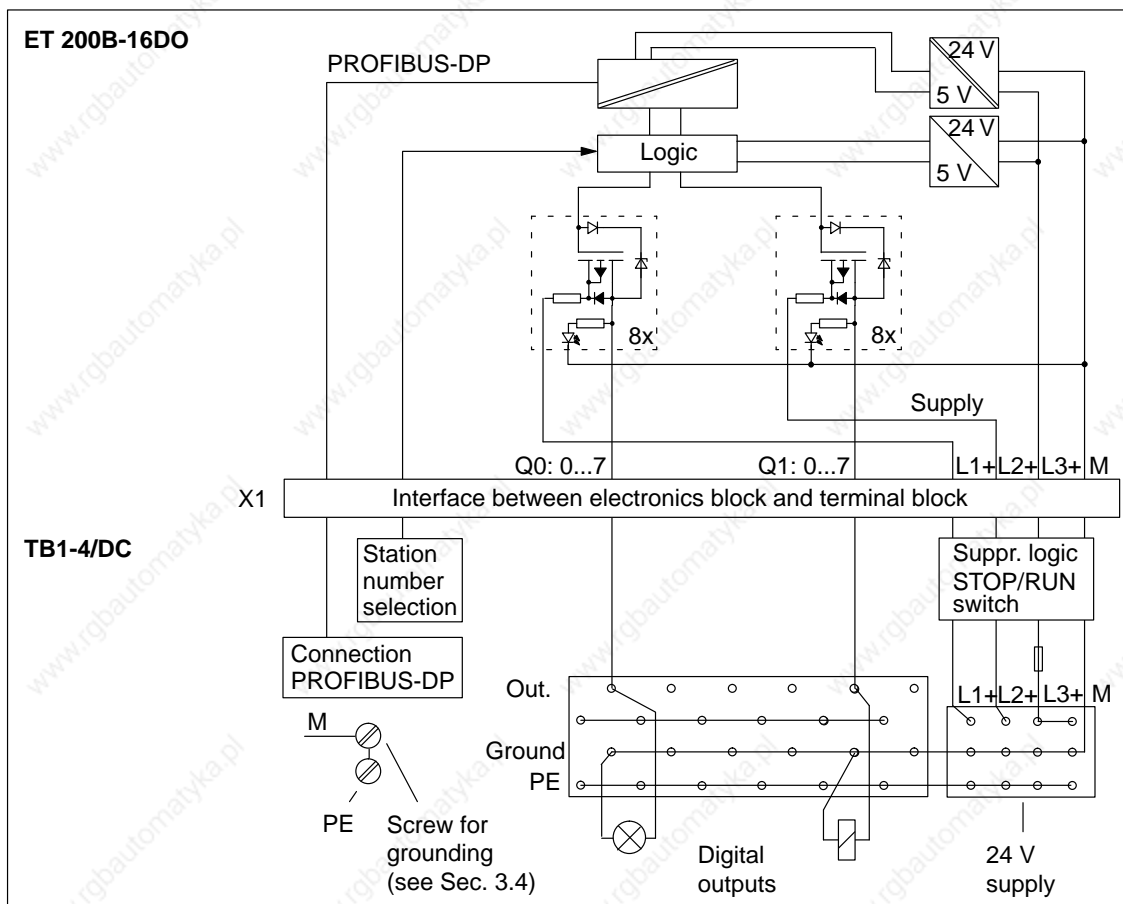 ET 200B-16DO
PROFIBUS-DP
24 V
5 V
24 V
5 V
Logic
8x
8x
Supply
Q0: 0...7
Q1: 0...7
L1+L2+L3+ M
X1
Interface between electronics block and terminal block
TB1-4/DC
Station
number
selection
Suppr. logic
STOP/RUN
switch
Connection
PROFIBUS-DP
Out.
L1+L2+L3+ M
M
Ground
PE
PE
Screw for
grounding
(see Sec. 3.4)
Digital
outputs
24 V
supply
www.rgbautomatyka.pl